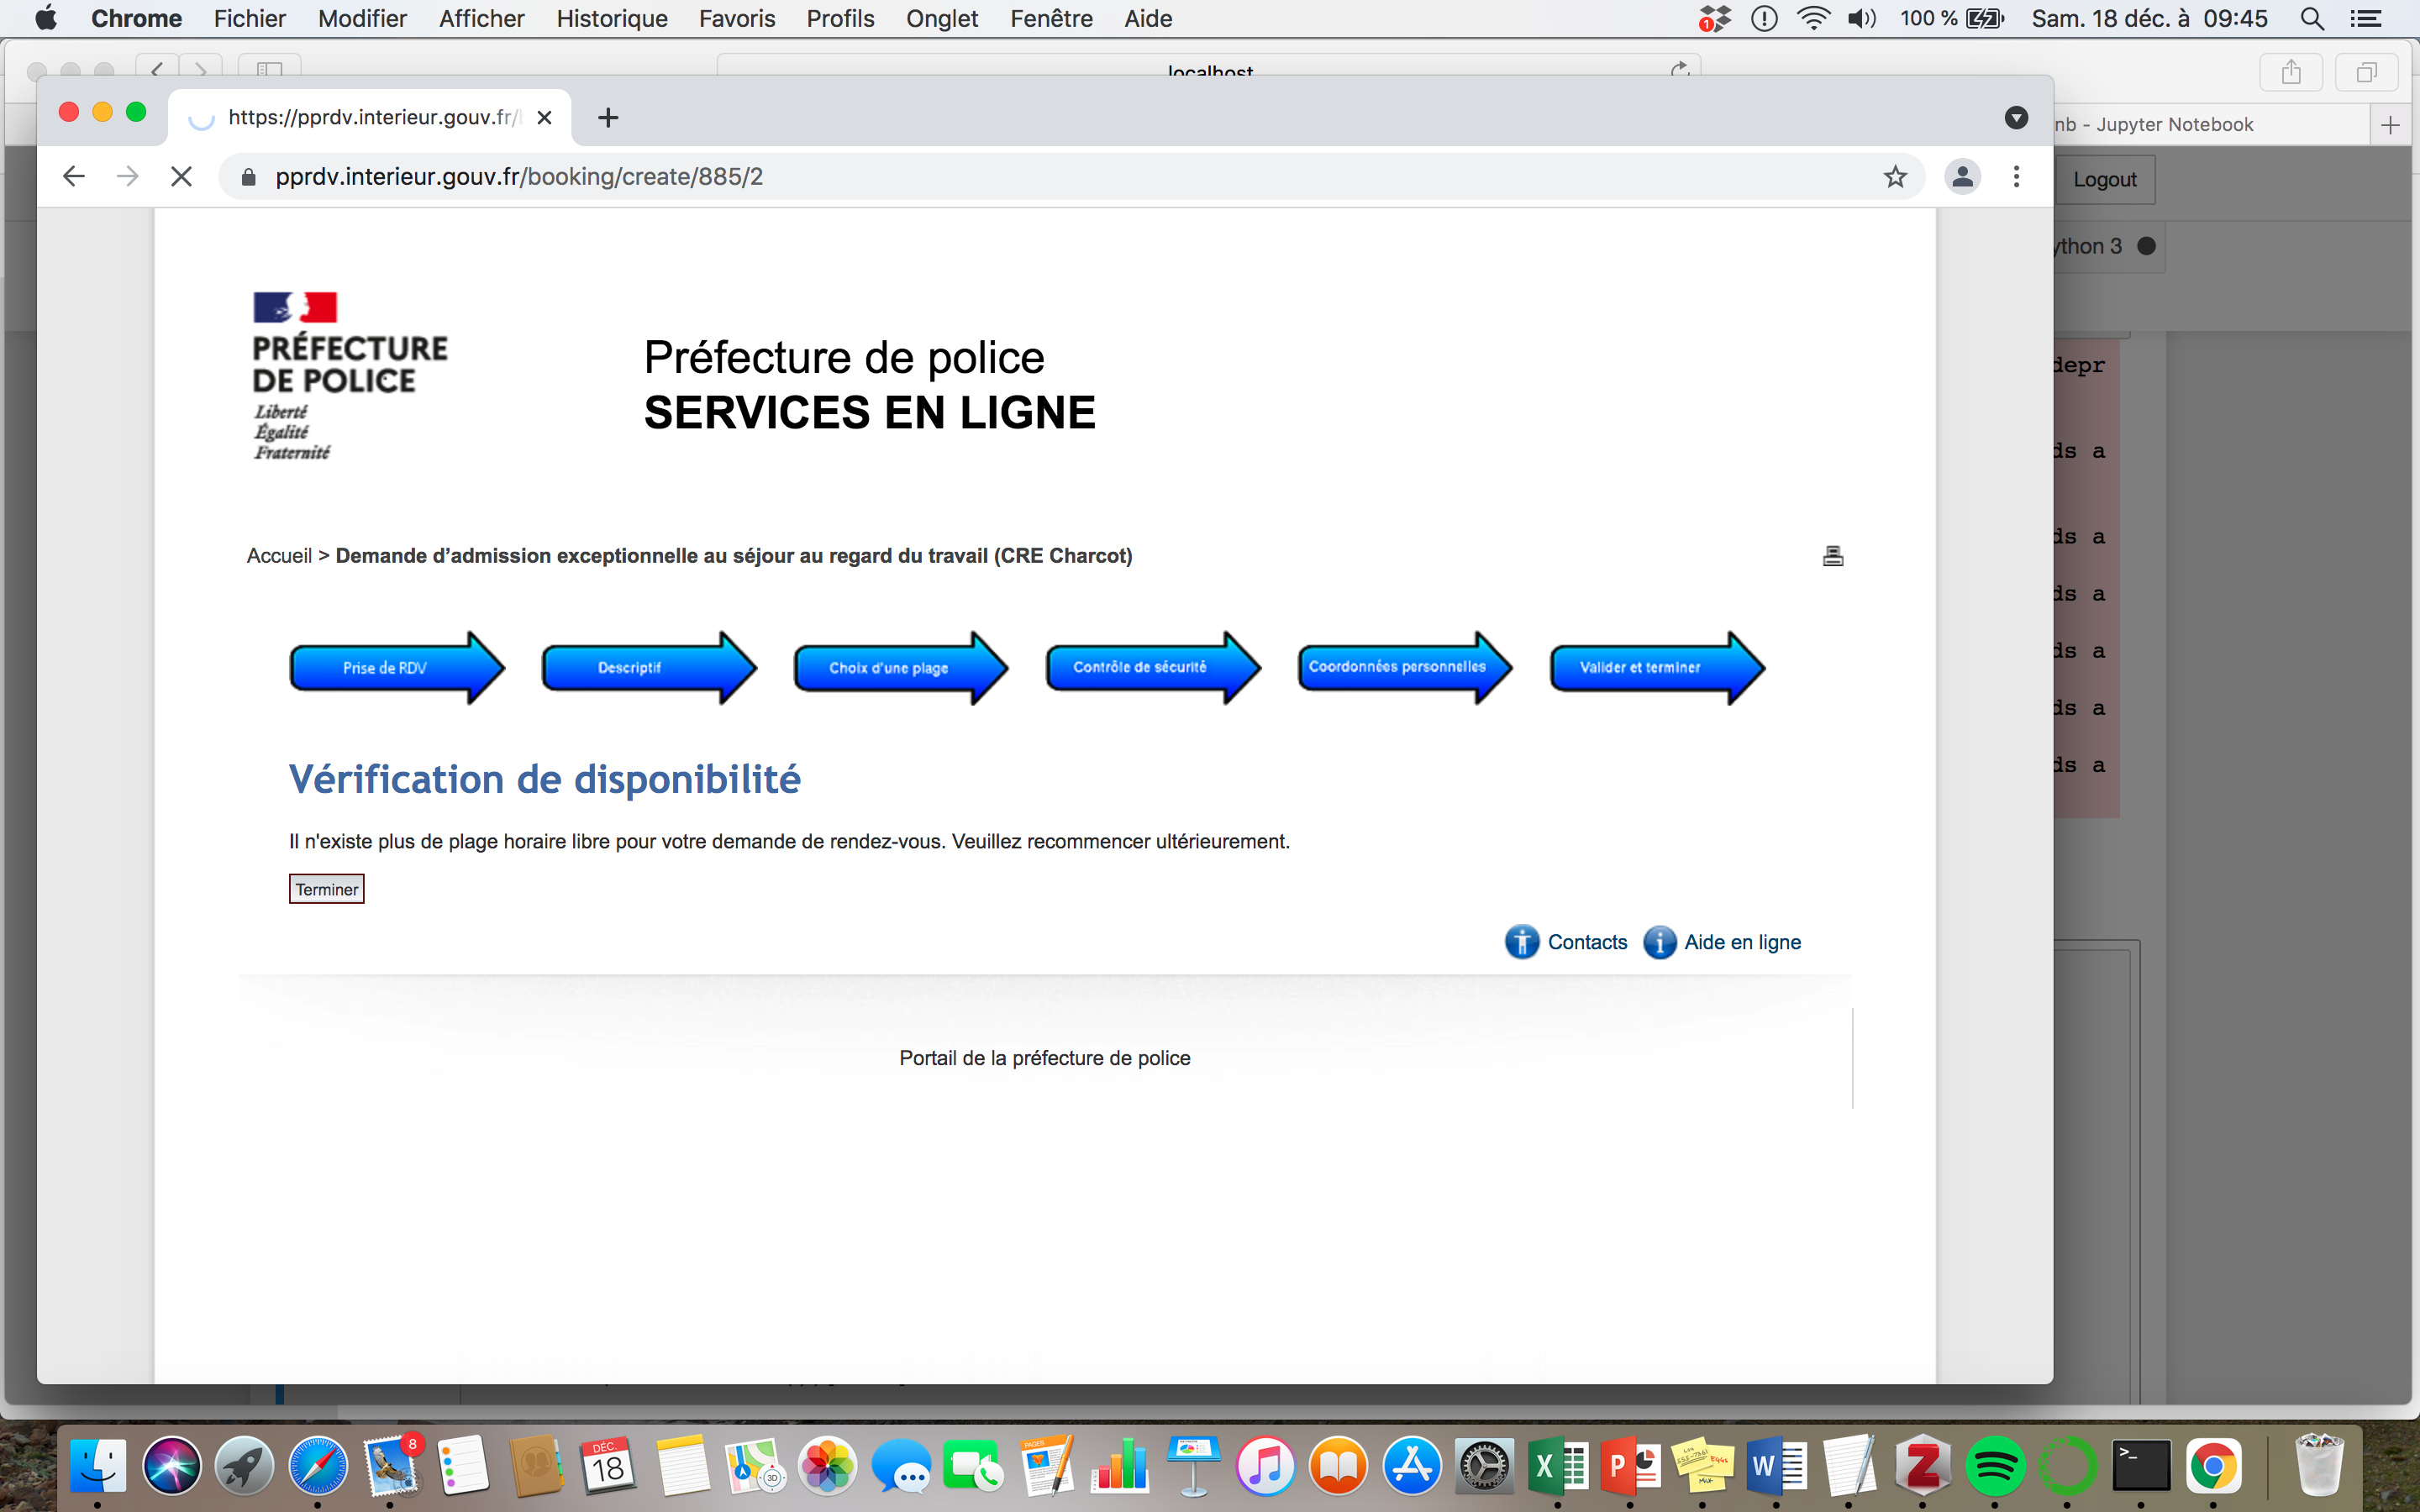 Chrome Fichier Modifier Afficher Historique Favoris Profils Onglet Fenêtre Aide 1 100 % Sam. 18 déc. à 09:45
localhost
https://pprdv.interieur.gouv.fr/
nb - Jupyter Notebook
pprdv.interieur.gouv.fr/booking/create/885/2
Logout
ython 3
PRÉFECTURE
DE POLICE
Liberté
Égalité
Fraternité
Préfecture de police
SERVICES EN LIGNE
depr
ds a
ds a
ds a
ds a
ds a
ds a
Accueil > Demande d’admission exceptionnelle au séjour au regard du travail (CRE Charcot)
Prise de RDV Descriptif Choix d'une plage Contrôle de sécurité Coordonnées personnelles Valider et terminer
Vérification de disponibilité
Il n'existe plus de plage horaire libre pour votre demande de rendez-vous. Veuillez recommencer ultérieurement.
Terminer
Contacts Aide en ligne
Portail de la préfecture de police
8
DÉC.
18
3D
PAGES
X P W Z >_